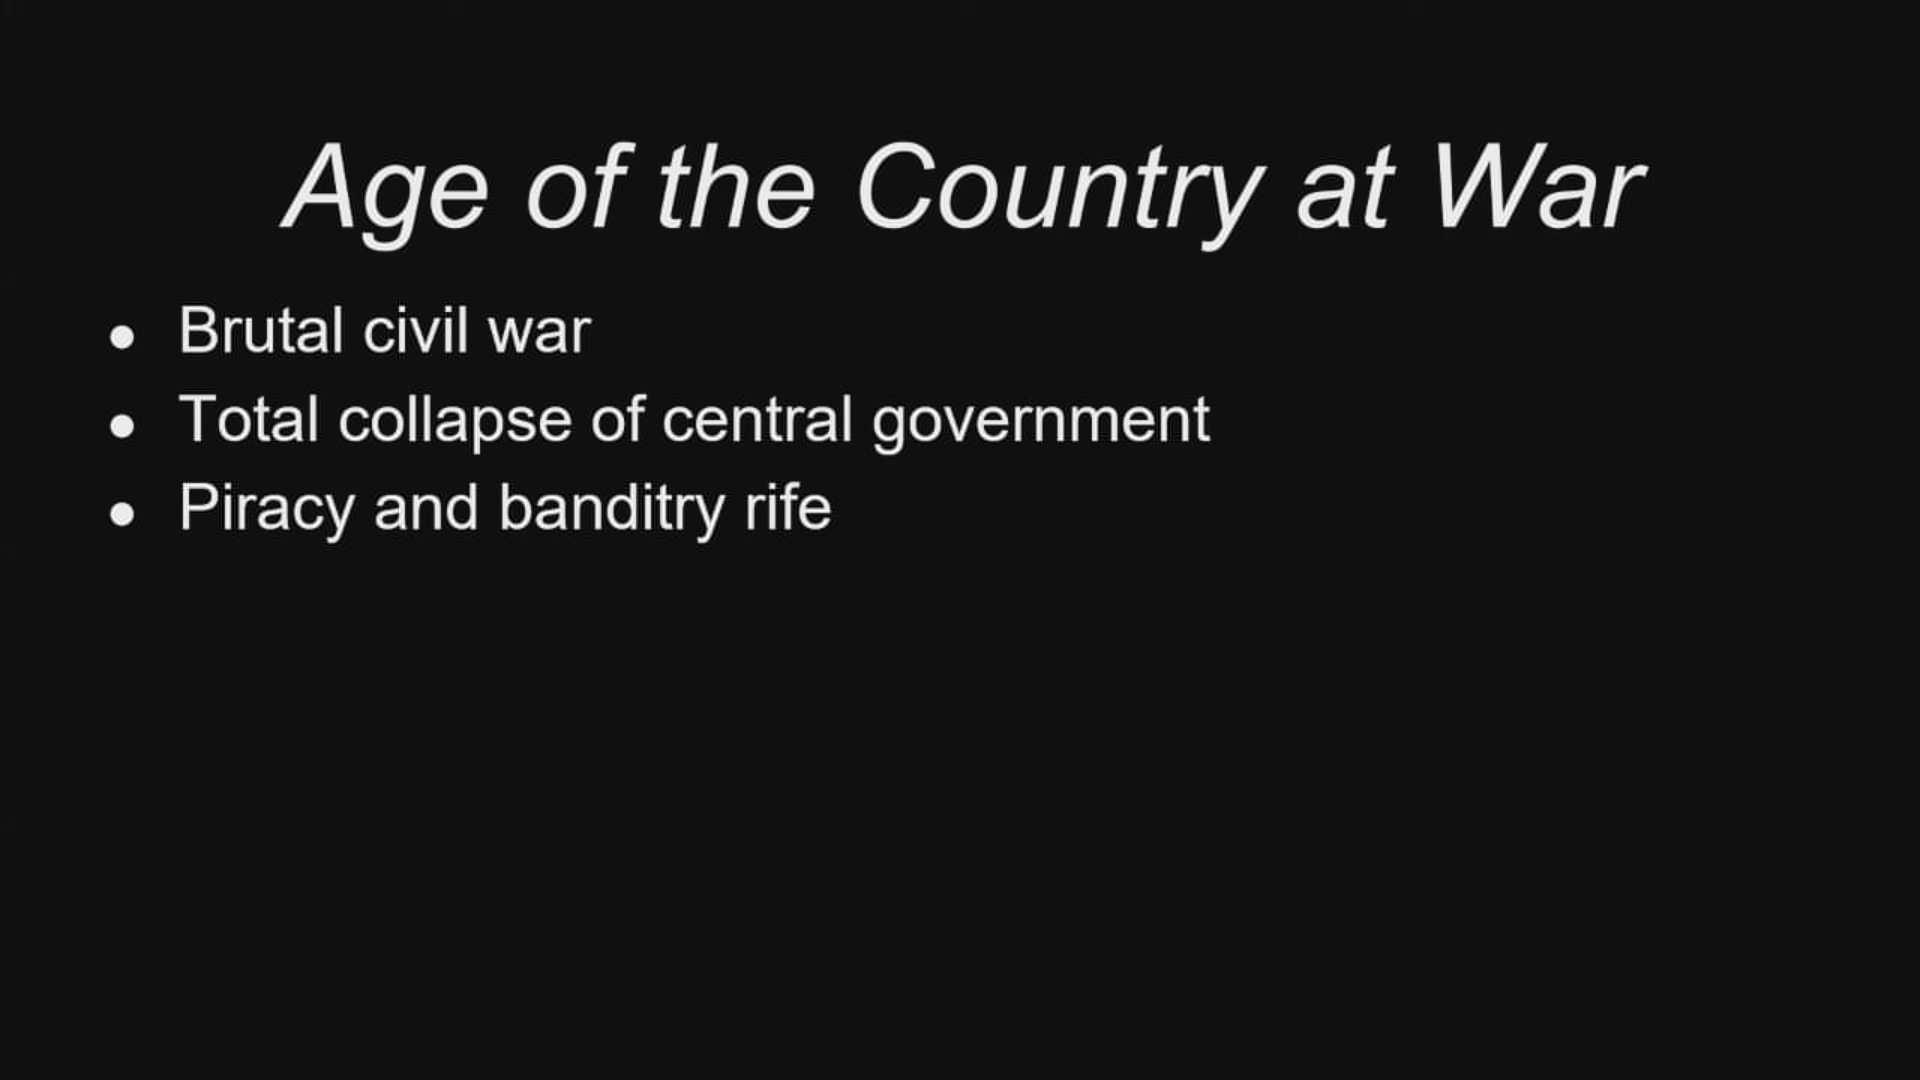 Age of the Country at War
● Brutal civil war
● Total collapse of central government
● Piracy and banditry rife